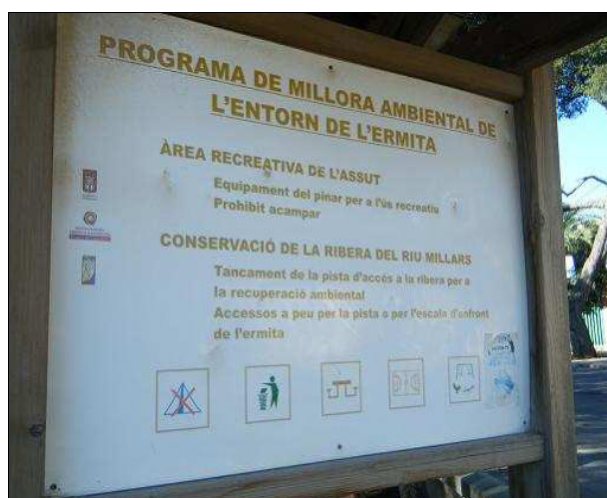 PROGRAMA DE MILLORA AMBIENTAL DE
L'ENTORN DE L'ERMITA
ÀREA RECREATIVA DE L'ASSUT
Equipament del pinar per a l'ús recreatiu
Prohibit acampar
CONSERVACIÓ DE LA RIBERA DEL RIU MILLARS
Tancament de la pista d'accés a la ribera per a
la recuperació ambiental
Accessos a peu per la pista o per l'escala d'enfront
de l'ermita